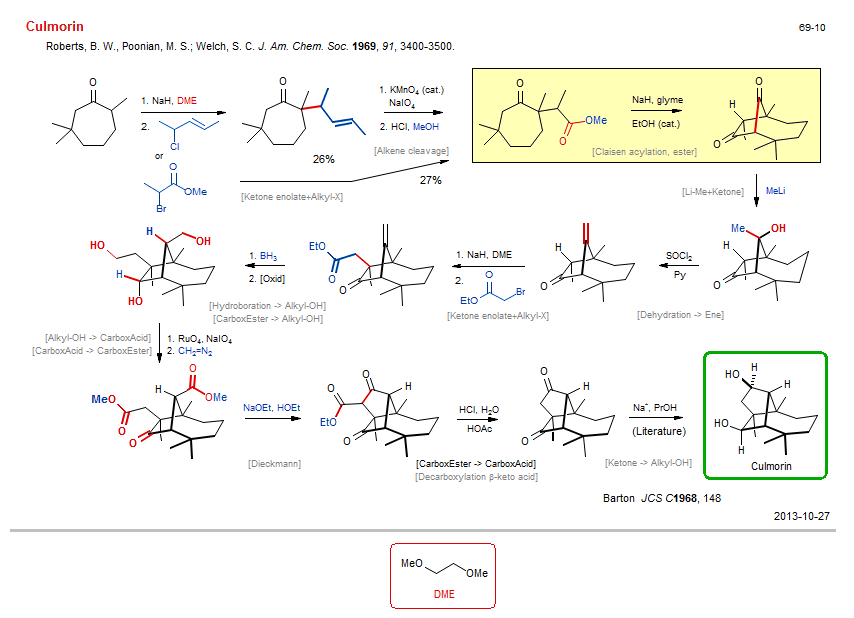 Culmorin
69-10
Roberts, B. W., Poonian, M. S.; Welch, S. C. J. Am. Chem. Soc. 1969, 91, 3400-3500.
O
1. NaH, DME
2.
Cl
or
O
OMe
Br
O
26%
[Ketone enolate+Alkyl-X]
27%
1. KMnO4 (cat.)
NaIO4
2. HCl, MeOH
[Alkene cleavage]
O
OMe
O
NaH, glyme
EtOH (cat.)
[Claisen acylation, ester]
O
H
O
[Li-Me+Ketone]
MeLi
Me
OH
H
O
SOCl2
Py
[Dehydration -> Ene]
H
O
1. NaH, DME
2.
O
EtO
Br
[Ketone enolate+Alkyl-X]
EtO
O
O
1. BH3
2. [Oxid]
[Hydroboration -> Alkyl-OH]
[CarboxEster -> Alkyl-OH]
H
OH
HO
H
HO
[Alkyl-OH -> CarboxAcid]
[CarboxAcid -> CarboxEster]
1. RuO4, NaIO4
2. CH2=N2
O
H
OMe
MeO
O
O
NaOEt, HOEt
[Dieckmann]
O
H
O
EtO
O
HCl, H2O
HOAc
[CarboxEster -> CarboxAcid]
[Decarboxylation β-keto acid]
O
H
O
Na°, PrOH
(Literature)
[Ketone -> Alkyl-OH]
HO
H
H
HO
H
Culmorin
Barton JCS C1968, 148
2013-10-27
MeO
OMe
DME